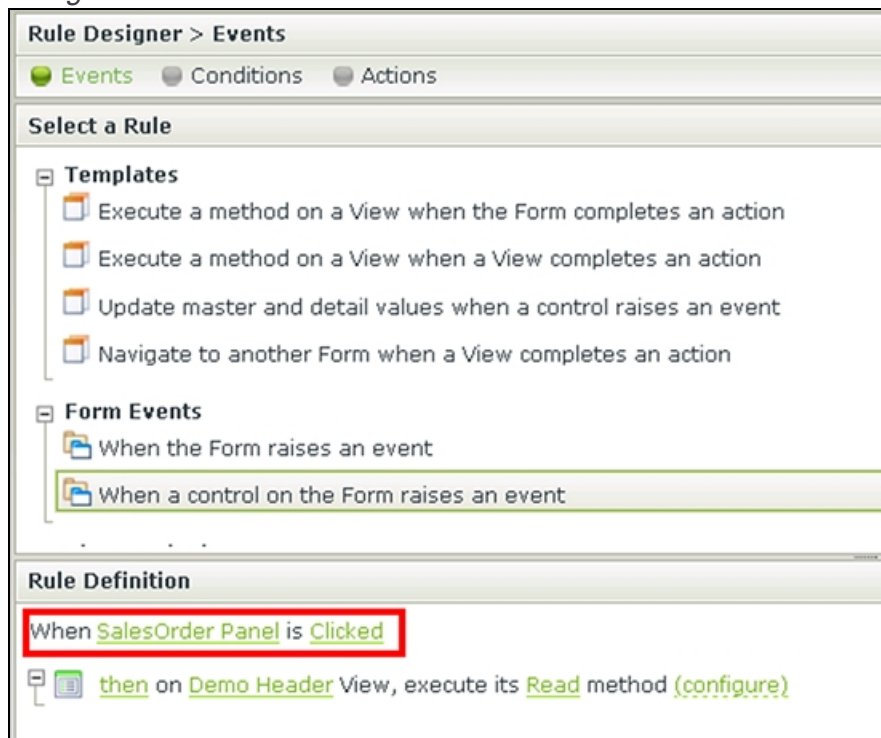 Rule Designer > Events
Events Conditions Actions
Select a Rule
Templates
Execute a method on a View when the Form completes an action
Execute a method on a View when a View completes an action
Update master and detail values when a control raises an event
Navigate to another Form when a View completes an action
Form Events
When the Form raises an event
When a control on the Form raises an event
Rule Definition
When SalesOrder Panel is Clicked
then on Demo Header View, execute its Read method (configure)